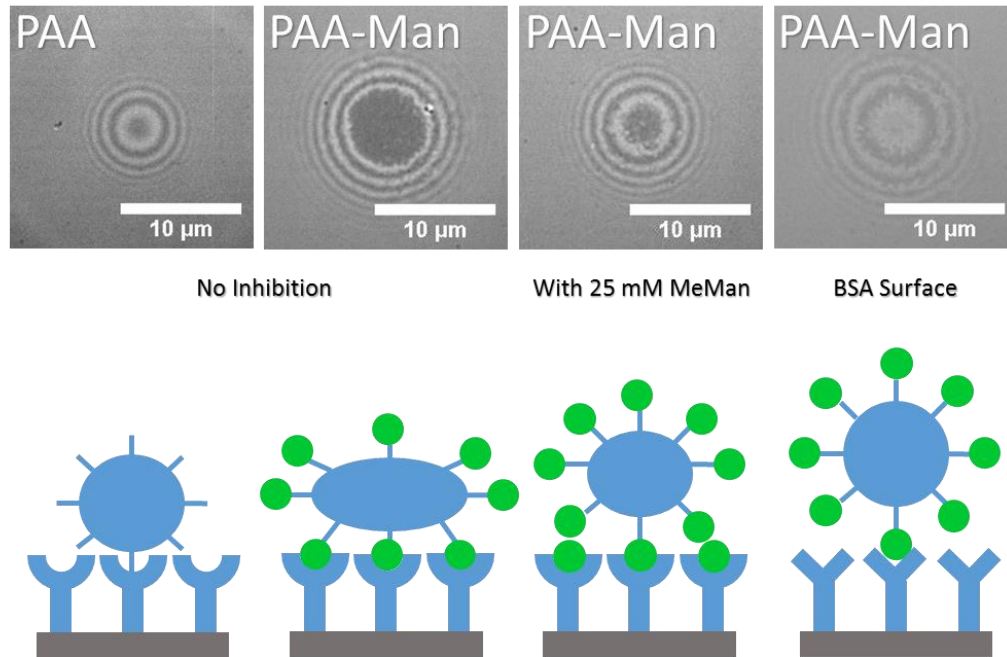 PAA
PAA-Man
PAA-Man
PAA-Man
10 µm
10 µm
10 µm
10 µm
No Inhibition
With 25 mM MeMan
BSA Surface